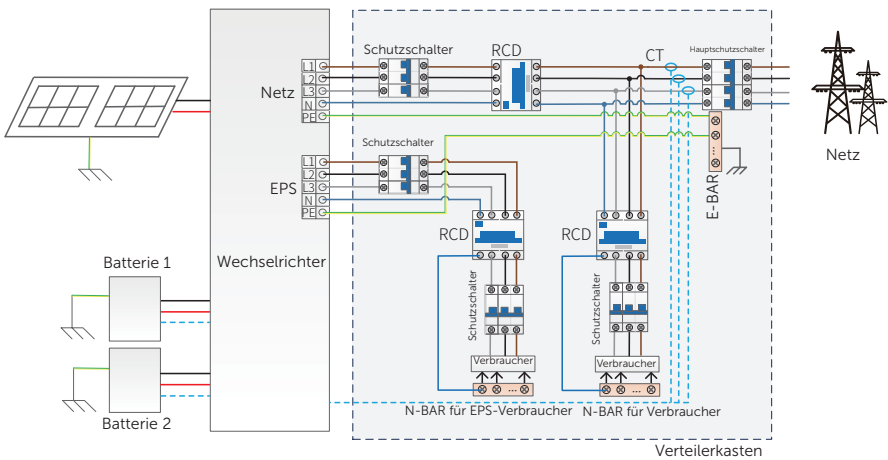 Schutzschalter
RCD
CT
Hauptschutzschalter
Netz
L1
L2
L3
N
PE
Schutzschalter
EPS
L1
L2
L3
N
PE
E-BAR
Netz
RCD
RCD
Wechselrichter
Batterie 1
Schutzschalter
Schutzschalter
Verbraucher
Verbraucher
...
...
...
N-BAR für EPS-Verbraucher
N-BAR für Verbraucher
Batterie 2
Verteilerkasten